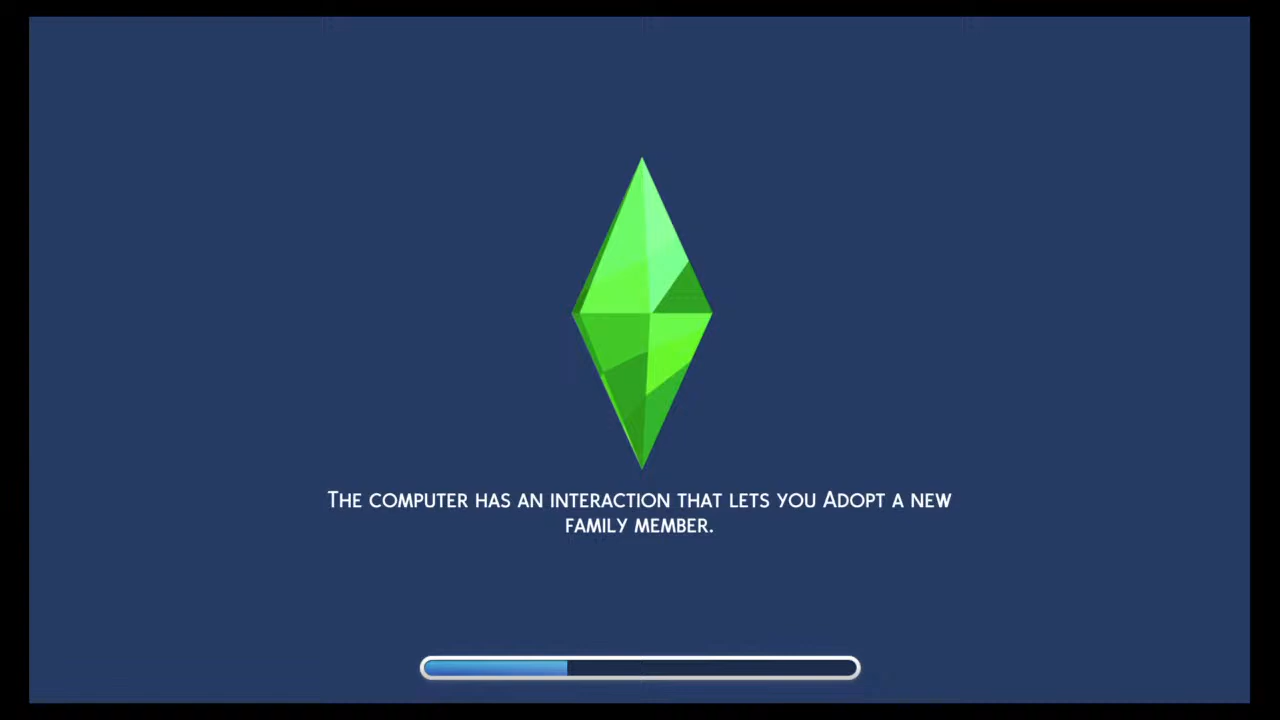 The computer has an interaction that lets you Adopt a new
family member.